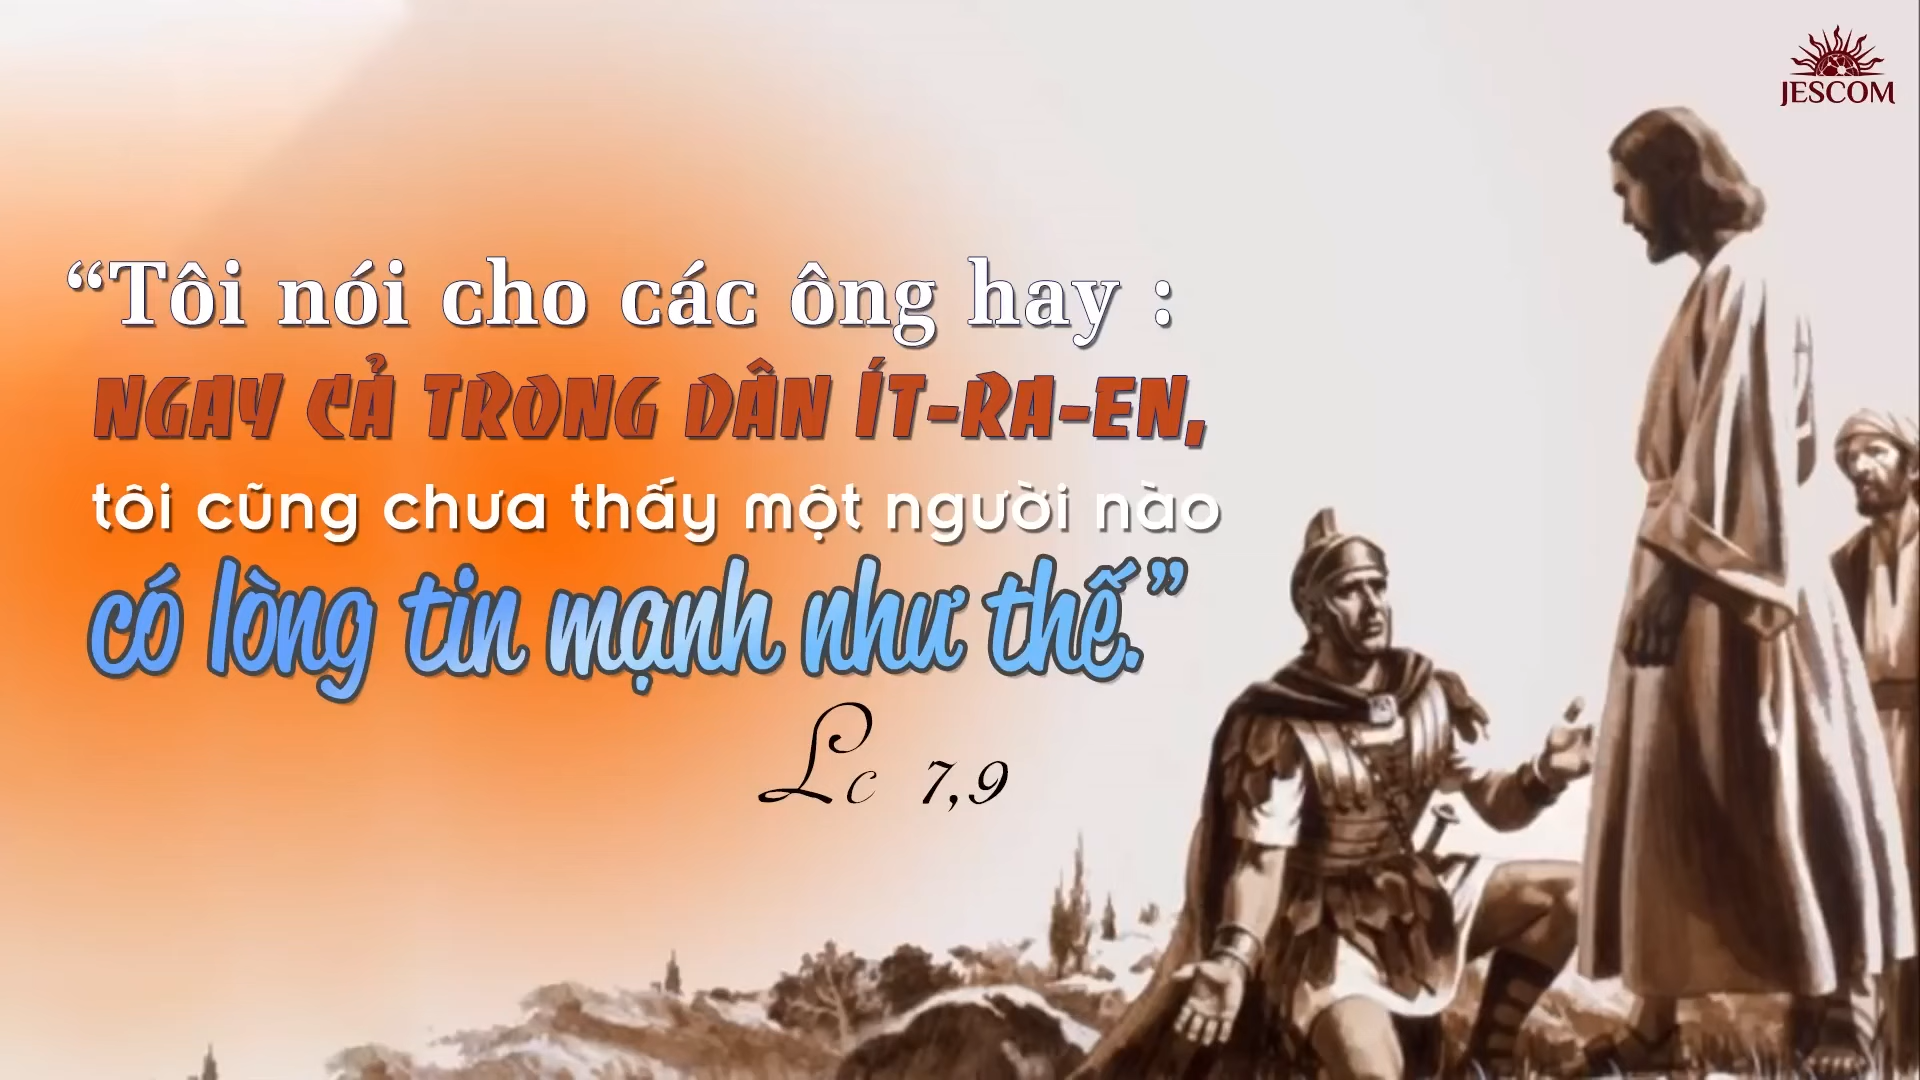 JESCOM
“Tôi nói cho các ông hay :
NGAY CẢ TRONG DÂN ÍT-RA-EN,
tôi cũng chưa thấy một người nào
có lòng tin mạnh như thế.”
Lc 7,9